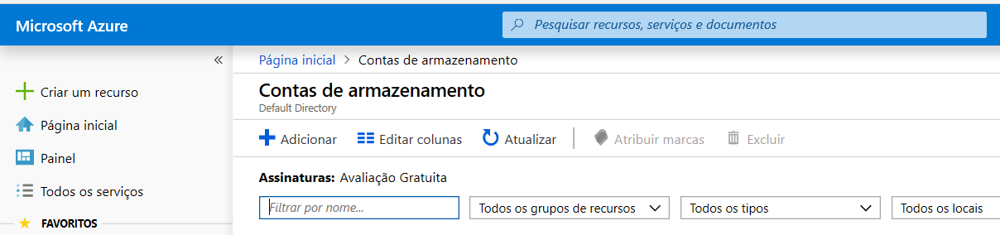 Microsoft Azure
Pesquisar recursos, serviços e documentos
«
Página inicial > Contas de armazenamento
Criar um recurso
Página inicial
Painel
Todos os serviços
FAVORITOS
Contas de armazenamento
Default Directory
Adicionar Editar colunas Atualizar Atribuir marcas Excluir
Assinaturas: Avaliação Gratuita
Filtrar por nome... Todos os grupos de recursos Todos os tipos Todos os locais